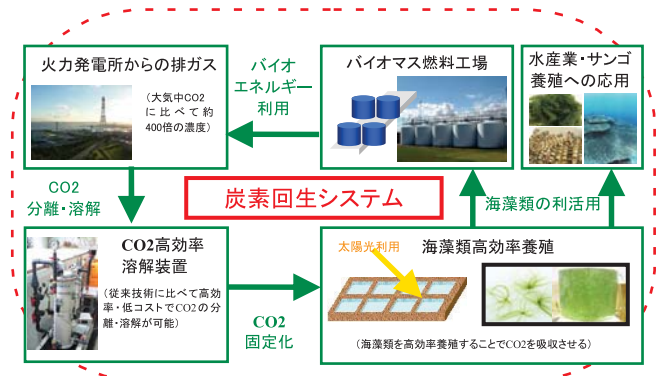 火力発電所からの排ガス
(大気中CO2
に比べて約
400倍の濃度)
バイオ
エネルギー
利用
バイオマス燃料工場
水産業・サンゴ
養殖への応用
CO2
分離・溶解
炭素回生システム
海藻類の利活用
CO2高効率
溶解装置
(従来技術に比べて高効
率・低コストでCO2の分
離・溶解が可能)
CO2
固定化
太陽光利用
海藻類高効率養殖
(海藻類を高効率養殖することでCO2を吸収させる)